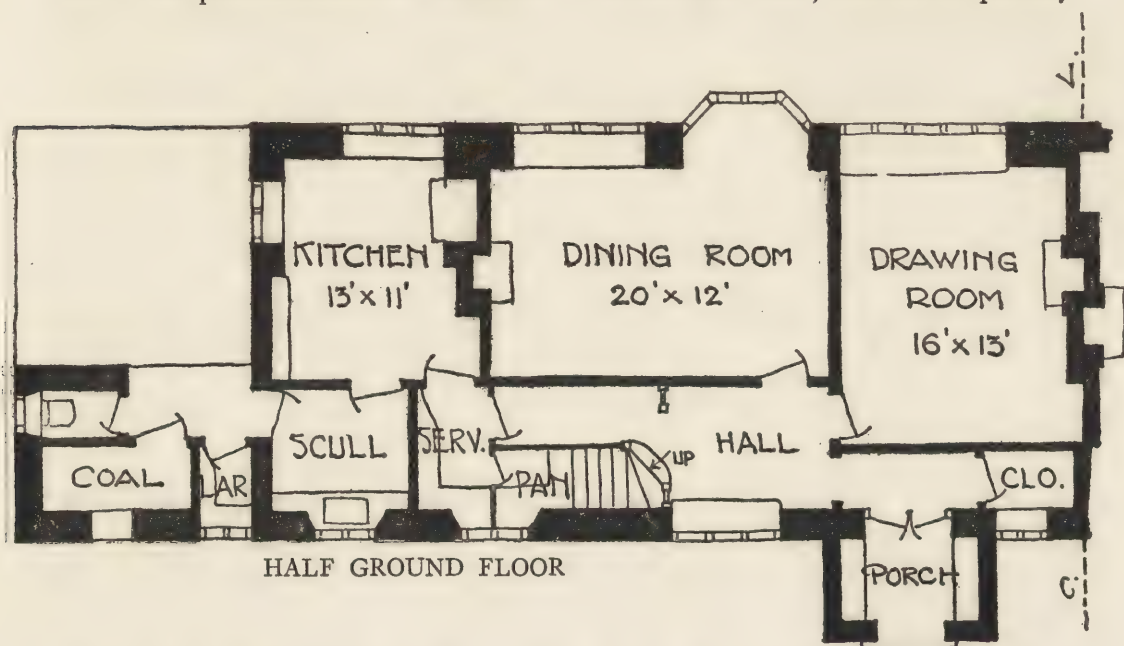 KITCHEN
13'x 11'
DINING ROOM
20'x 12'
DRAWING
ROOM
16'x 13'
SCULL
SERV.
HALL
UP
COAL
LAR
PAN
CLO.
HALF GROUND FLOOR
PORCH
C.
L.